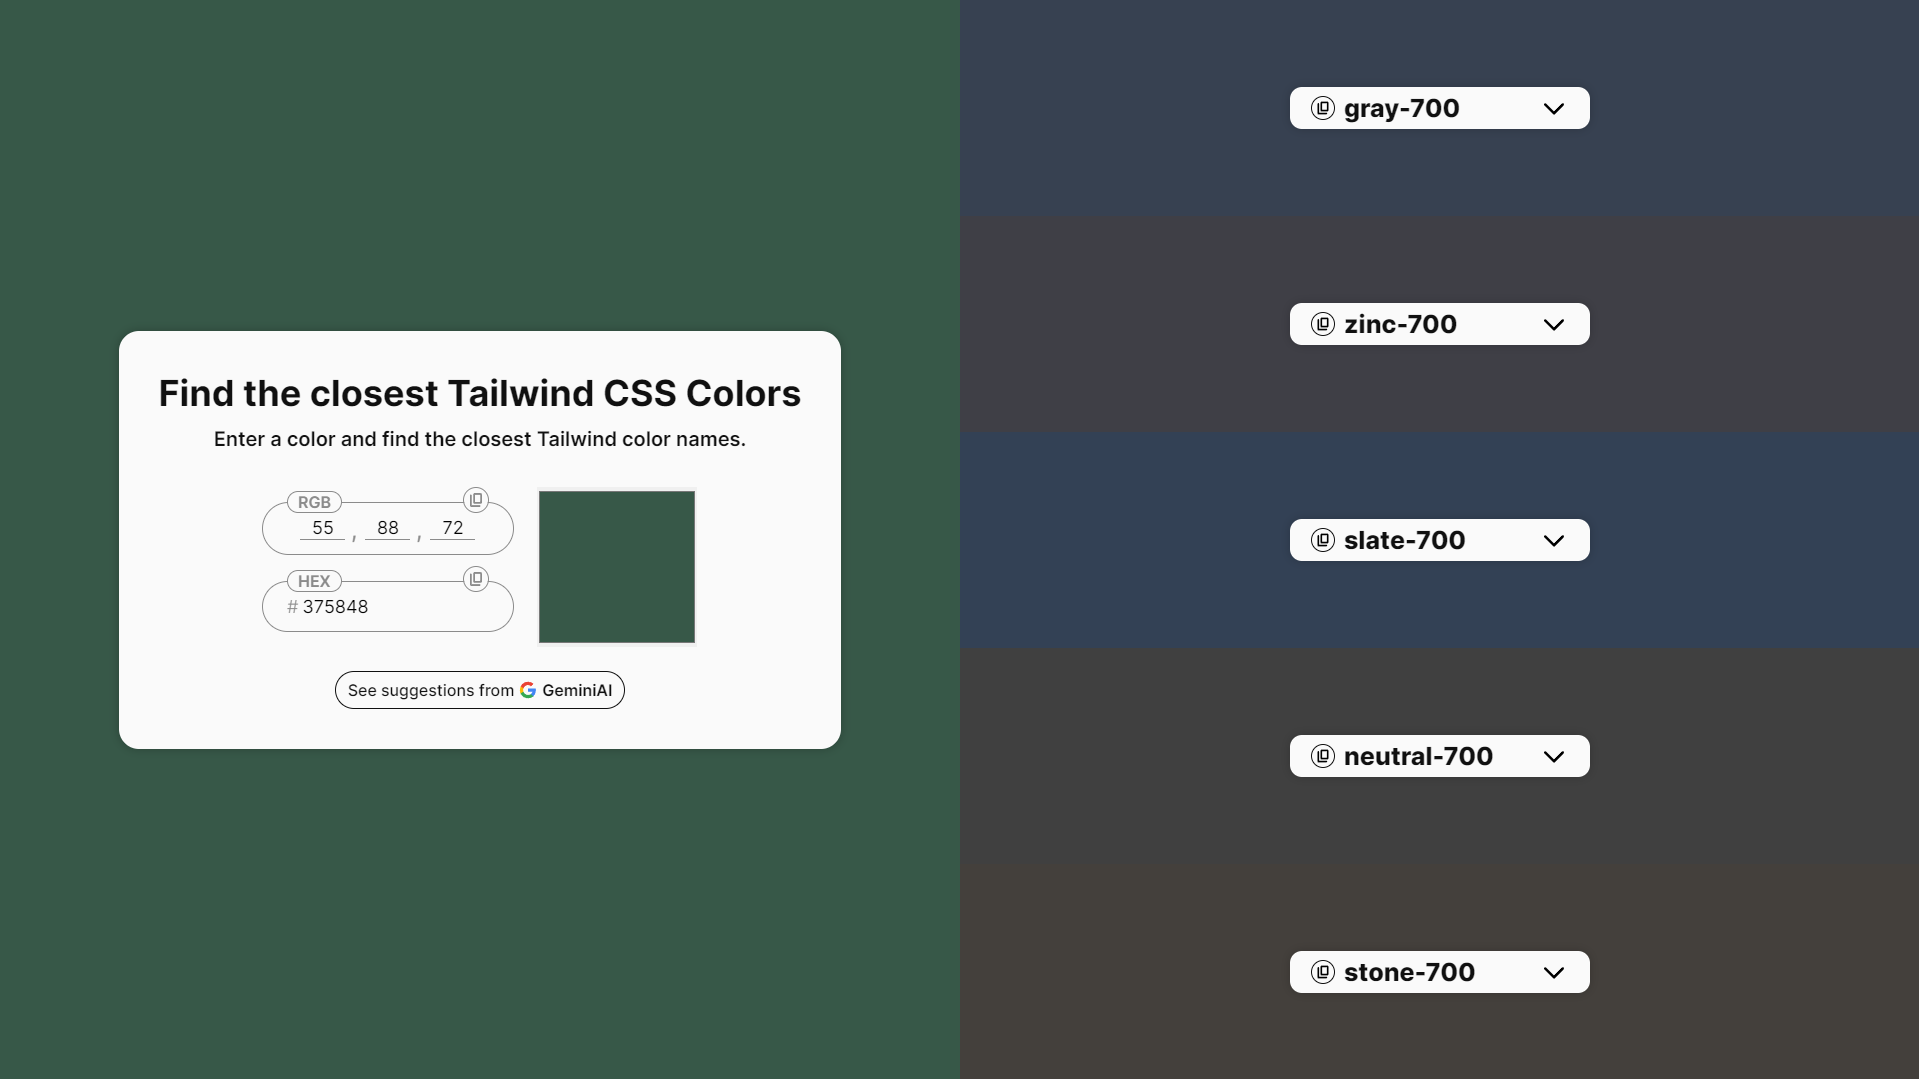 Find the closest Tailwind CSS Colors
Enter a color and find the closest Tailwind color names.
RGB
55 , 88 , 72
HEX
# 375848
See suggestions from GeminiAI
gray-700
zinc-700
slate-700
neutral-700
stone-700